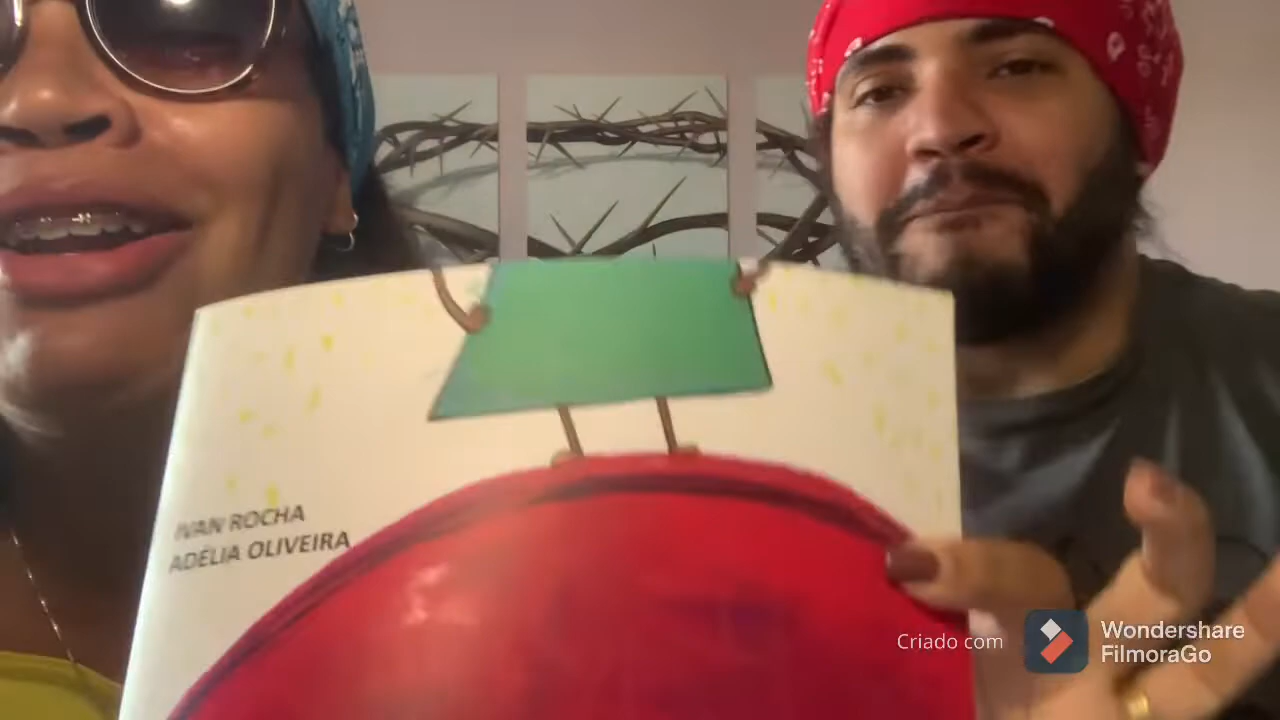 IVAN ROCHA
ADÉLIA OLIVEIRA
Criado com
Wondershare
FilmoraGo